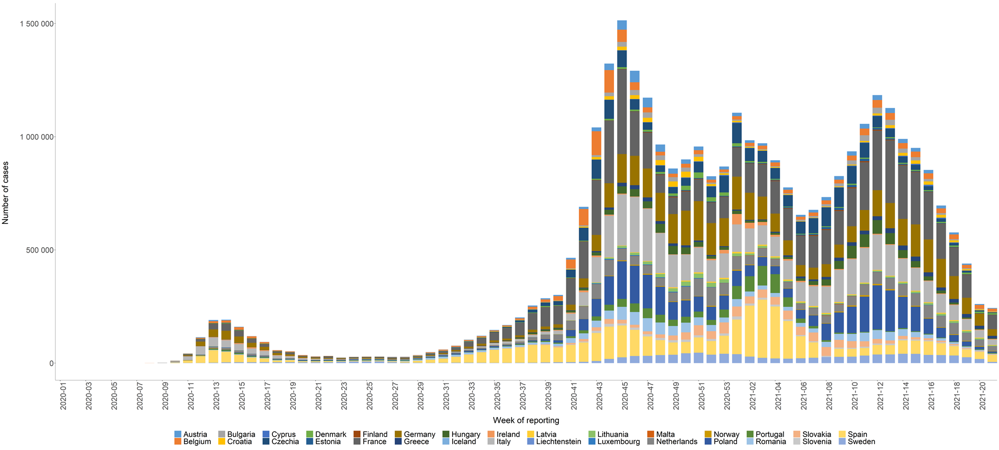 Number of cases
1 500 000
1 000 000
500 000
0
2020-01 2020-03 2020-05 2020-07 2020-09 2020-11 2020-13 2020-15 2020-17 2020-19 2020-21 2020-23 2020-25 2020-27 2020-29 2020-31 2020-33 2020-35 2020-37 2020-39 2020-41 2020-43 2020-45 2020-47 2020-49 2020-51 2020-53 2021-02 2021-04 2021-06 2021-08 2021-10 2021-12 2021-14 2021-16 2021-18 2021-20
Week of reporting
Austria Bulgaria Cyprus Denmark Finland Germany Hungary Ireland Latvia Lithuania Malta Norway Portugal Slovakia Spain
Belgium Croatia Czechia Estonia France Greece Iceland Italy Liechtenstein Luxembourg Netherlands Poland Romania Slovenia Sweden